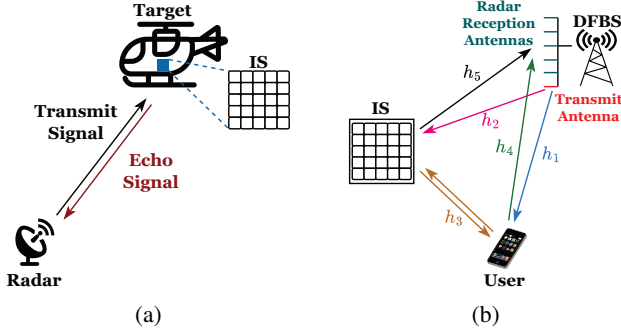 Target
IS
Transmit
Signal
Echo
Signal
Radar
(a)
Radar
Reception
Antennas
DFBS
h5
IS
Transmit
Antenna
h2
h4
h1
h3
User
(b)